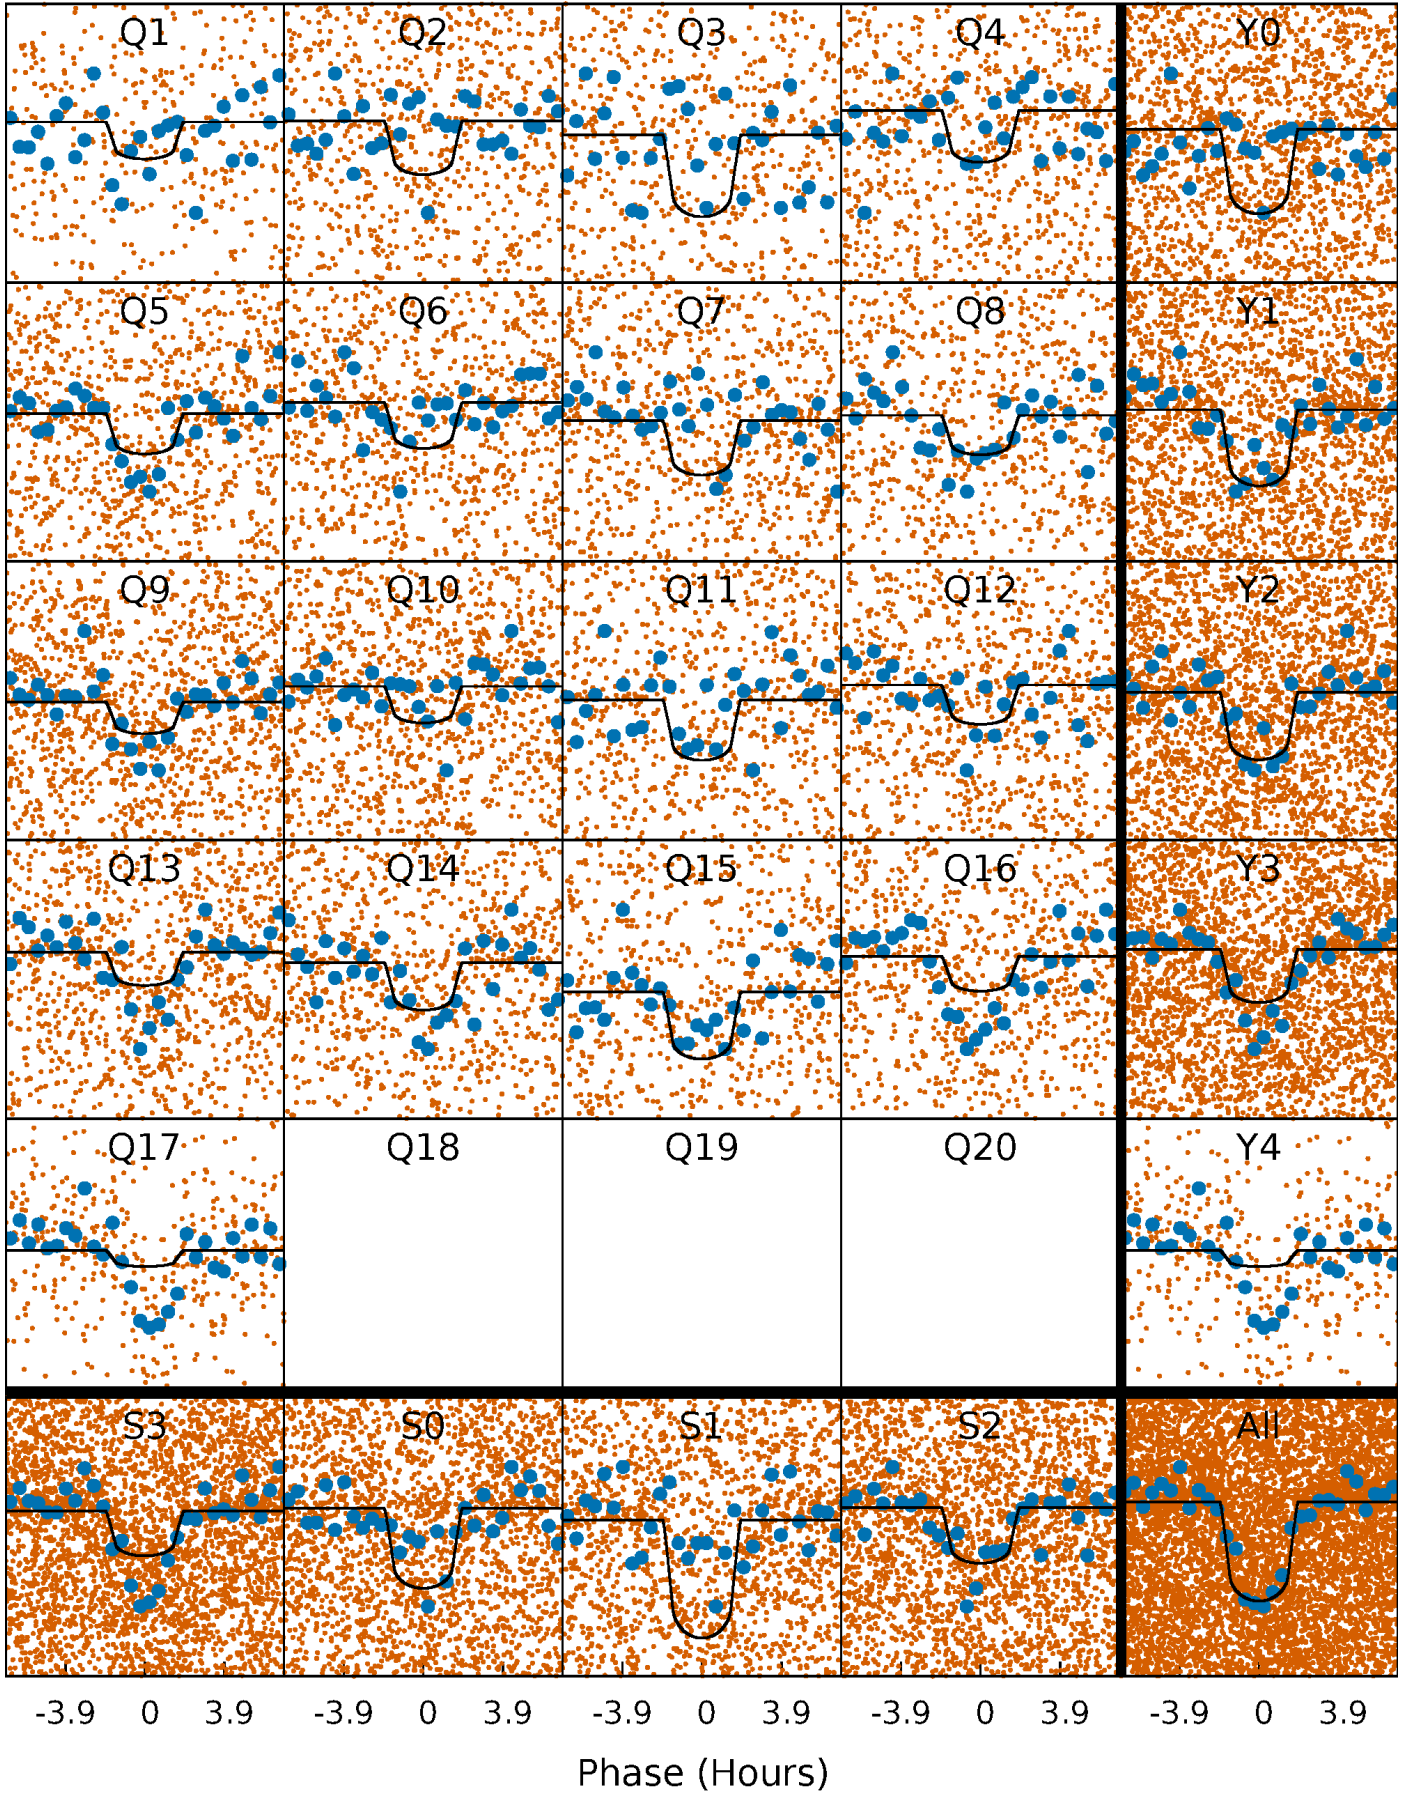 Q1 Q2 Q3 Q4 Y0
Q5 Q6 Q7 Q8 Y1
Q9 Q10 Q11 Q12 Y2
Q13 Q14 Q15 Q16 Y3
Q17 Q18 Q19 Q20 Y4
S3 S0 S1 S2 All
-3.9 0 3.9 -3.9 0 3.9 -3.9 0 3.9 -3.9 0 3.9 -3.9 0 3.9
Phase (Hours)